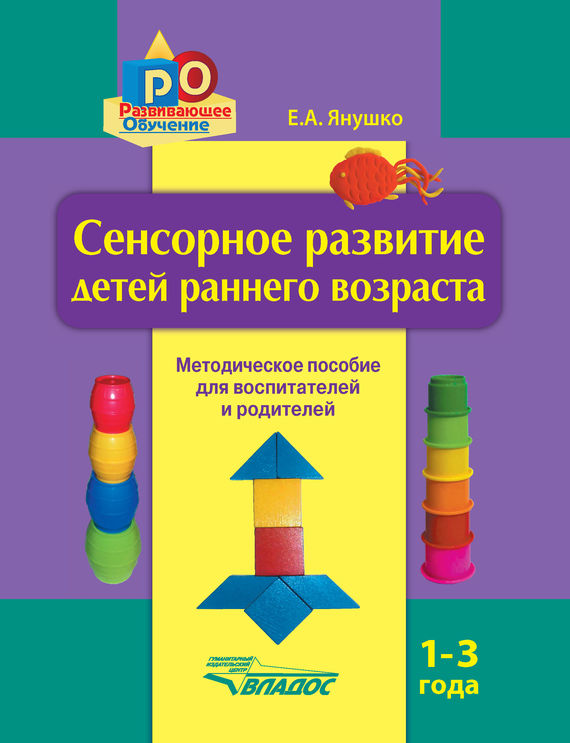 РО
Развивающее
Обучение
Е.А. Янушко
Сенсорное развитие
детей раннего возраста
Методическое пособие
для воспитателей
и родителей
ГУМАНИТАРНЫЙ
ИЗДАТЕЛЬСКИЙ
ЦЕНТР
ВЛАДОС
1-3
года